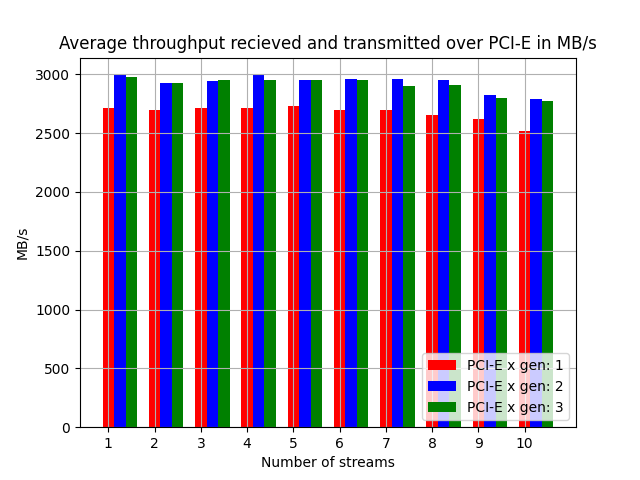 Average throughput recieved and transmitted over PCI-E in MB/s
3000
2500
2000
1500
1000
500
0
MB/s
1 2 3 4 5 6 7 8 9 10
Number of streams
PCI-E x gen: 1
PCI-E x gen: 2
PCI-E x gen: 3